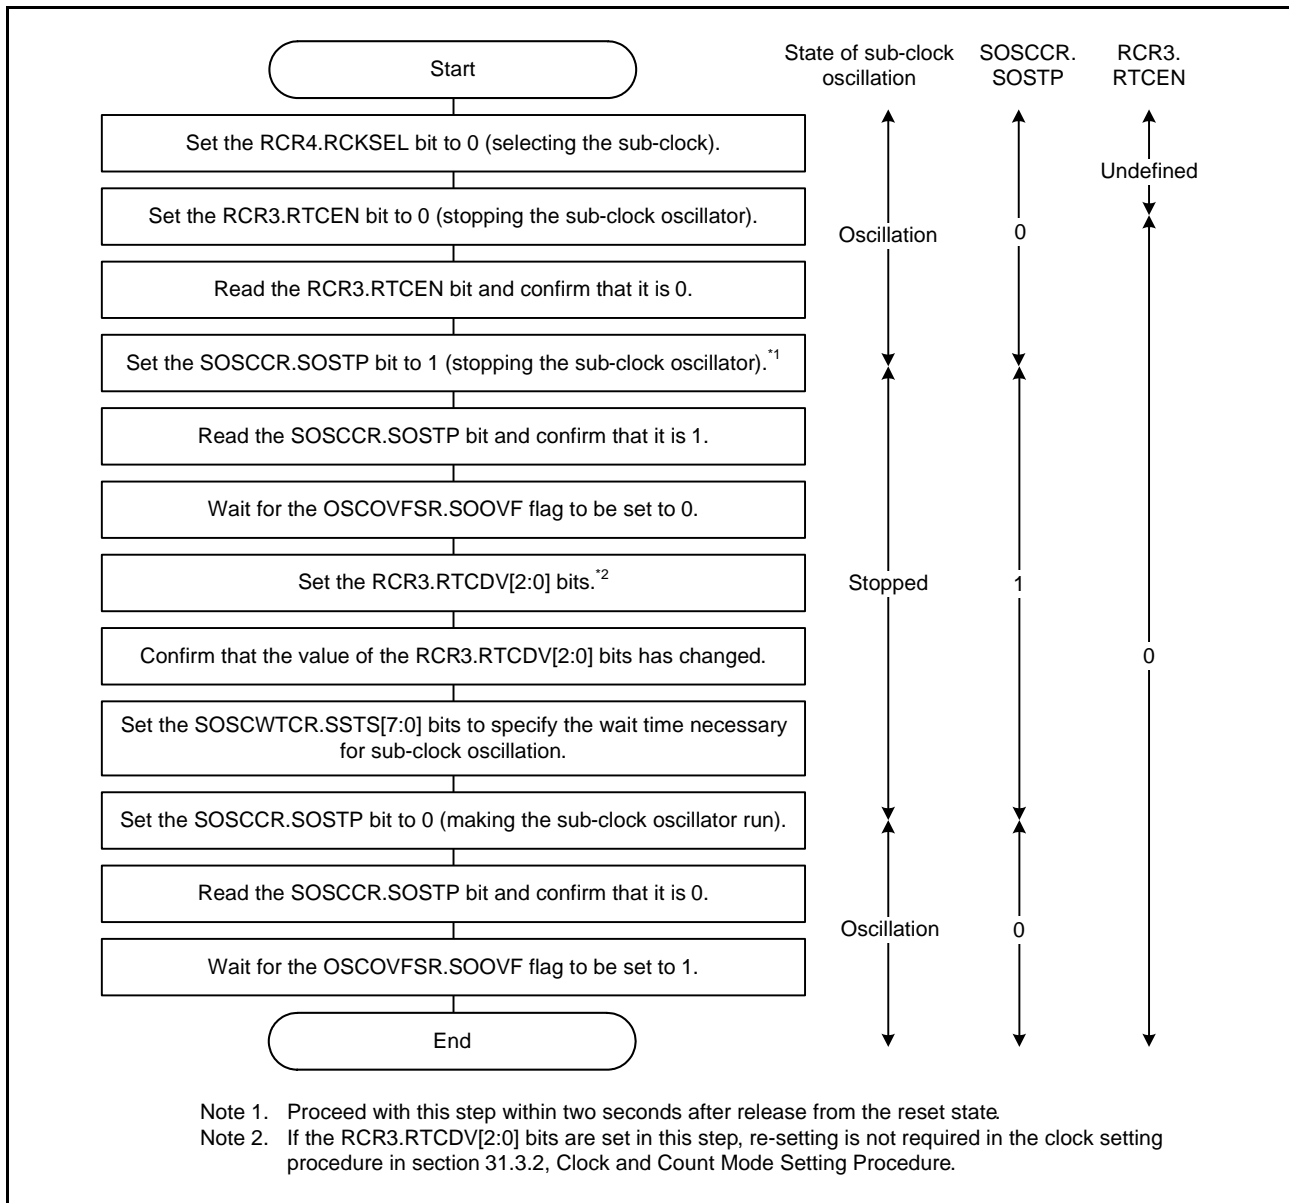 Start
State of sub-clock
oscillation
SOSCCR.
SOSTP
RCR3.
RTCEN
Set the RCR4.RCKSEL bit to 0 (selecting the sub-clock).
Set the RCR3.RTCEN bit to 0 (stopping the sub-clock oscillator).
Read the RCR3.RTCEN bit and confirm that it is 0.
Set the SOSCCR.SOSTP bit to 1 (stopping the sub-clock oscillator).*1
Read the SOSCCR.SOSTP bit and confirm that it is 1.
Wait for the OSCOVFSR.SOOVF flag to be set to 0.
Set the RCR3.RTCDV[2:0] bits.*2
Confirm that the value of the RCR3.RTCDV[2:0] bits has changed.
Set the SOSCWTCR.SSTS[7:0] bits to specify the wait time necessary
for sub-clock oscillation.
Set the SOSCCR.SOSTP bit to 0 (making the sub-clock oscillator run).
Read the SOSCCR.SOSTP bit and confirm that it is 0.
Wait for the OSCOVFSR.SOOVF flag to be set to 1.
End
Oscillation
Stopped
Oscillation
0
1
0
Undefined
0
Note 1. Proceed with this step within two seconds after release from the reset state.
Note 2. If the RCR3.RTCDV[2:0] bits are set in this step, re-setting is not required in the clock setting
procedure in section 31.3.2, Clock and Count Mode Setting Procedure.